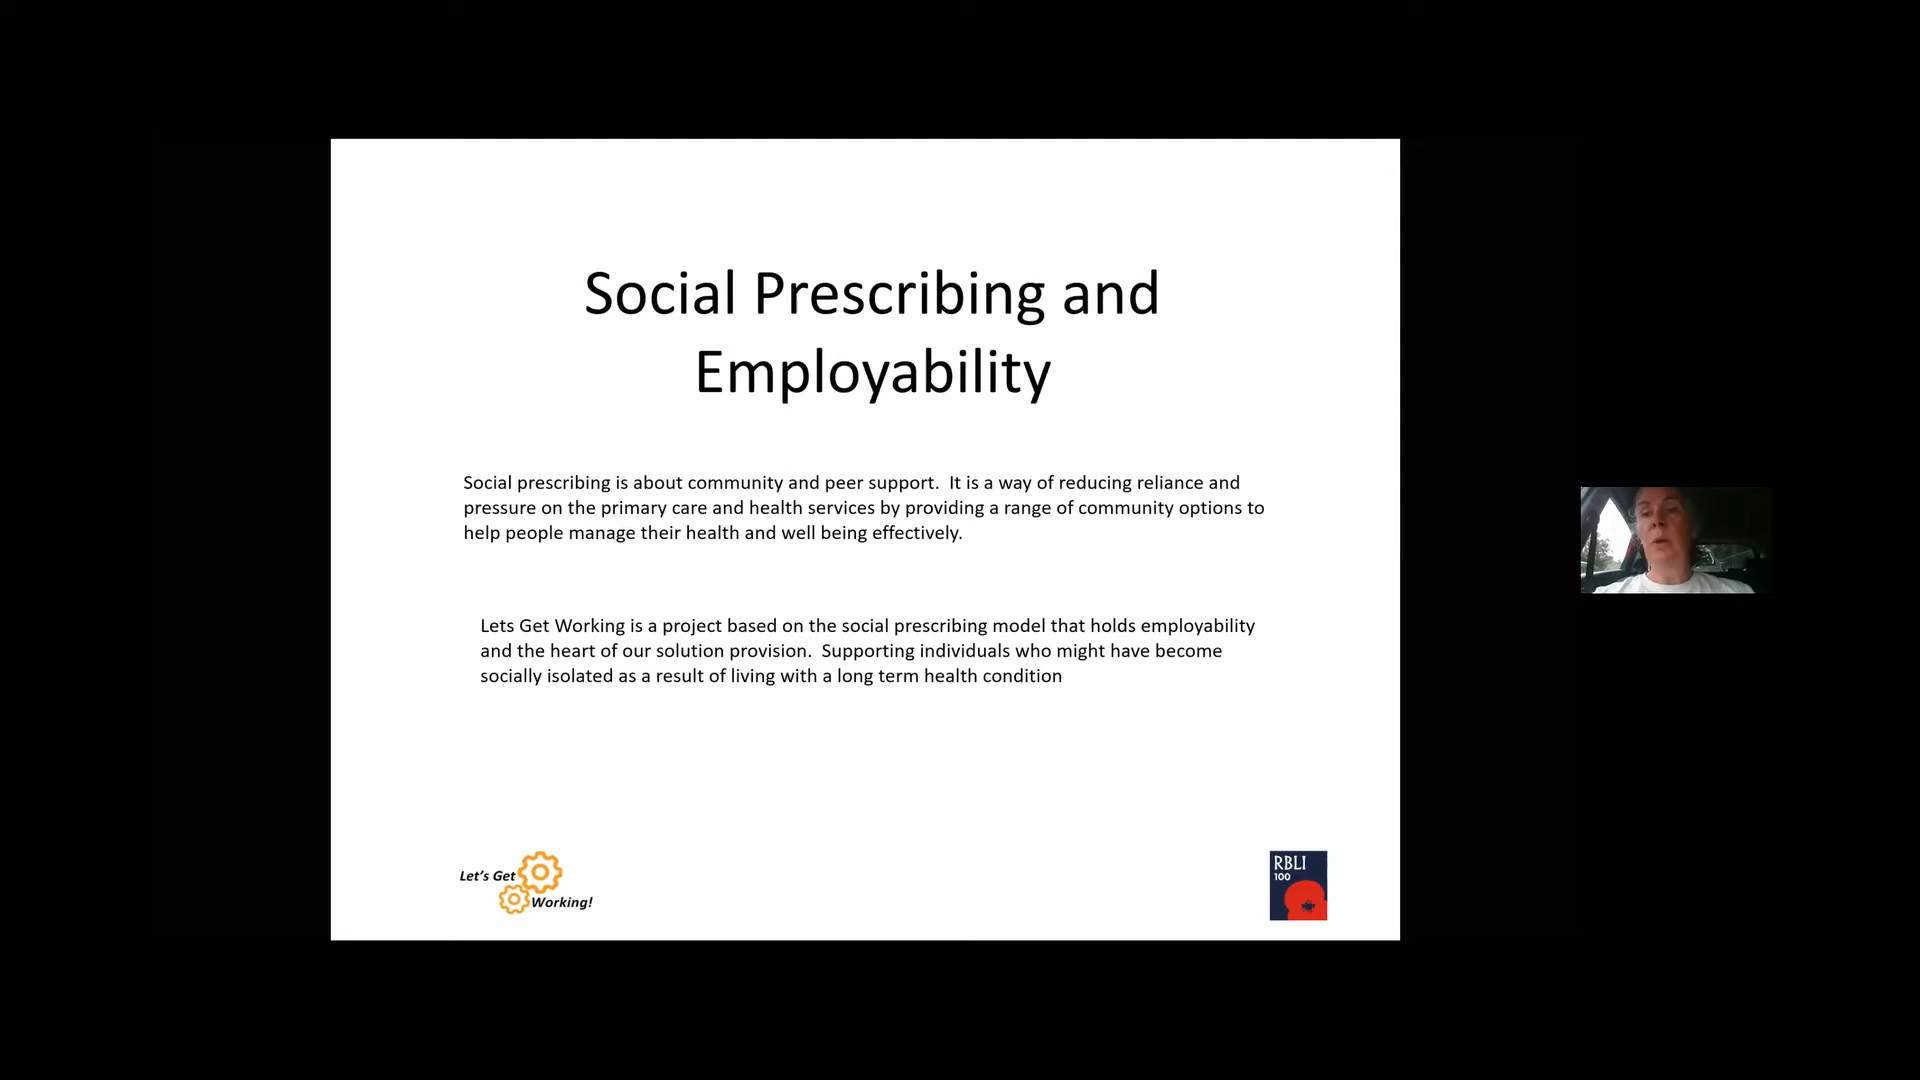 Social Prescribing and
Employability
Social prescribing is about community and peer support.  It is a way of reducing reliance and
pressure on the primary care and health services by providing a range of community options to
help people manage their health and well being effectively.
Lets Get Working is a project based on the social prescribing model that holds employability
and the heart of our solution provision.  Supporting individuals who might have become
socially isolated as a result of living with a long term health condition
Let's Get
Working!
RBLI
100